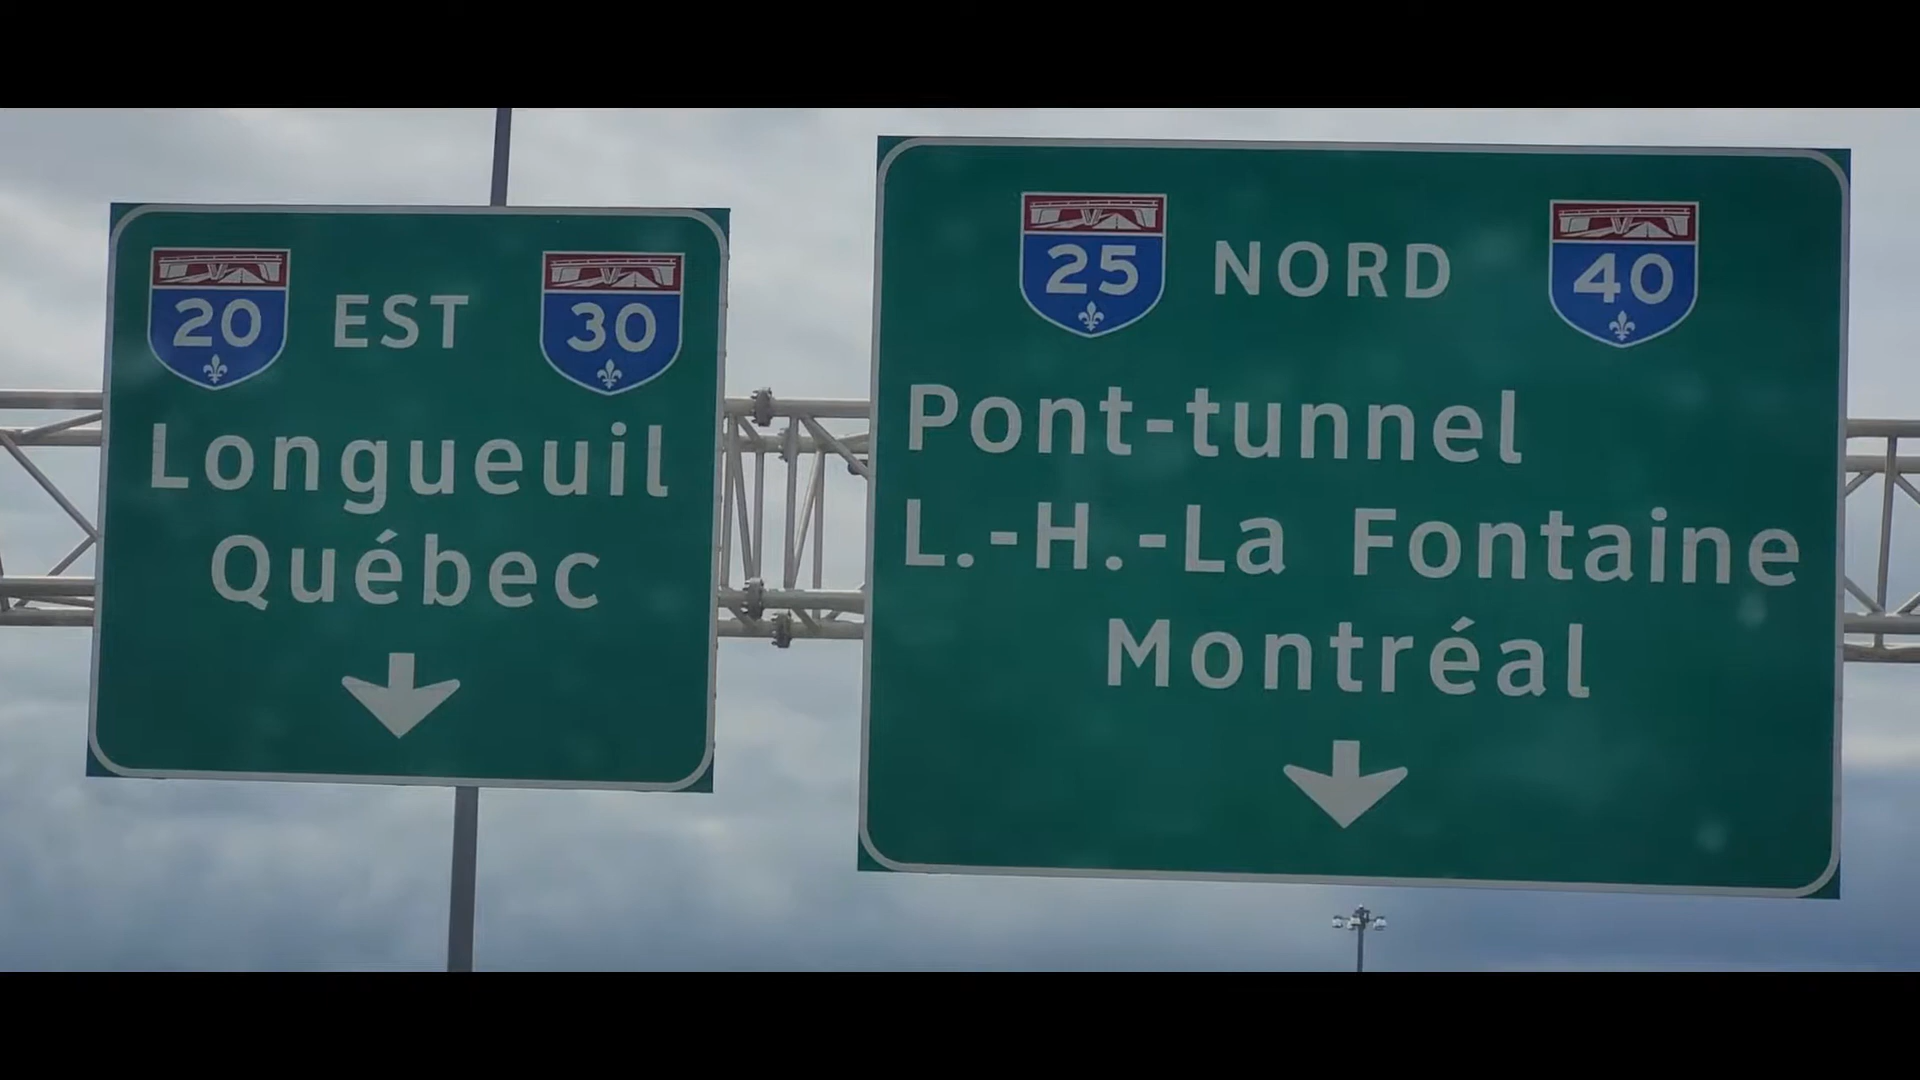 20 EST 30
Longueuil
Québec
25 NORD 40
Pont-tunnel
L.-H.-La Fontaine
Montréal